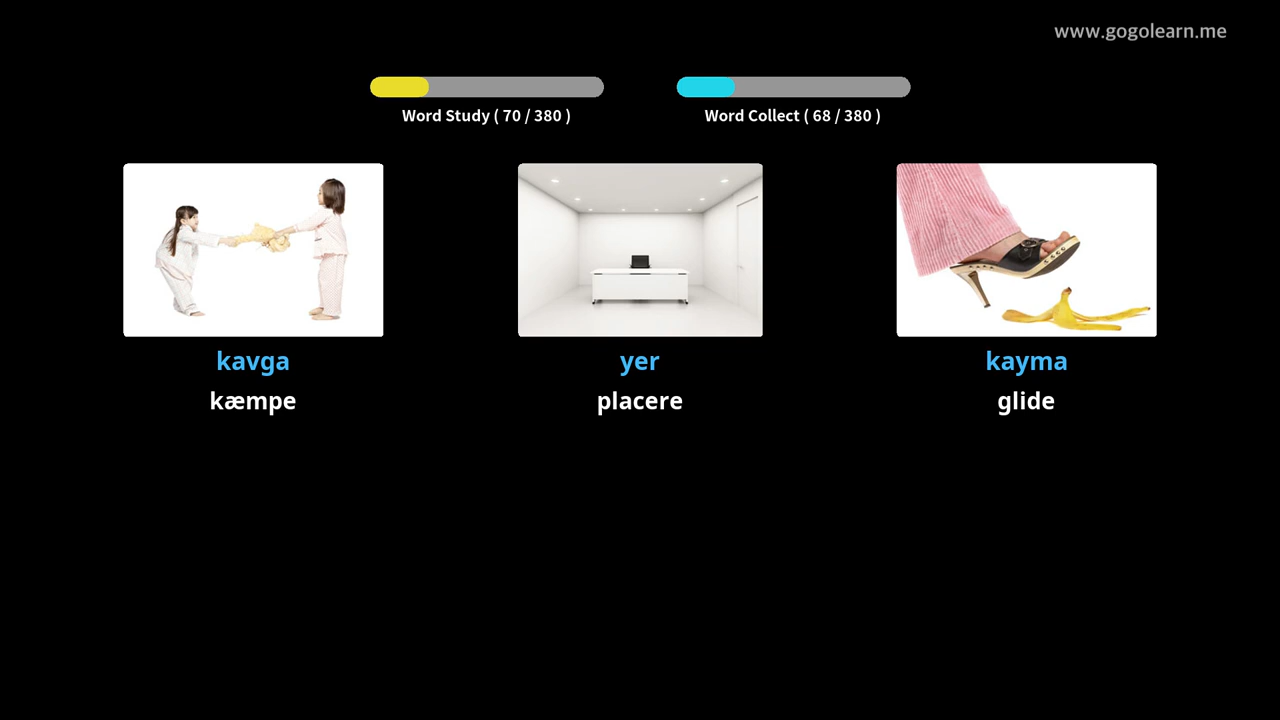 www.gogolearn.me
Word Study ( 70 / 380 )
Word Collect ( 68 / 380 )
kavga
yer
kayma
kæmpe
placere
glide